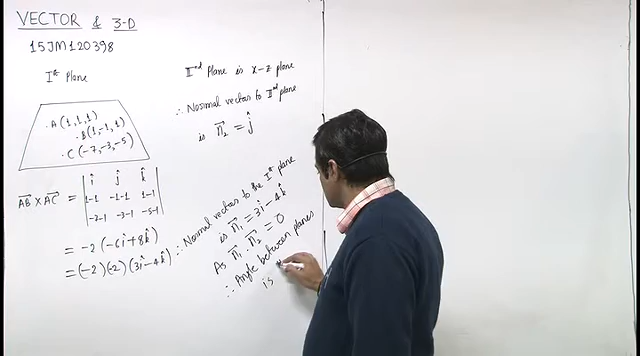 VECTOR & 3-D
15JM120398
Ist Plane
A (1, 1, 1)
B(1, -1, 1)
C(-7, -3, -5)
AB × AC = | î ĵ k̂ |
| 1-1 -1-1 1-1 |
| -7-1 -3-1 -5-1 |
= -2 (-6î + 8k̂)
= (-2) (-2) (3î - 4k̂)
IInd Plane is x-z plane
∴ Normal vector to IInd plane
is n₂ = ĵ
∴ Normal vector to the Ist plane
is n₁ = 3î - 4k̂
As n₁ . n₂ = 0
∴ Angle between planes
is